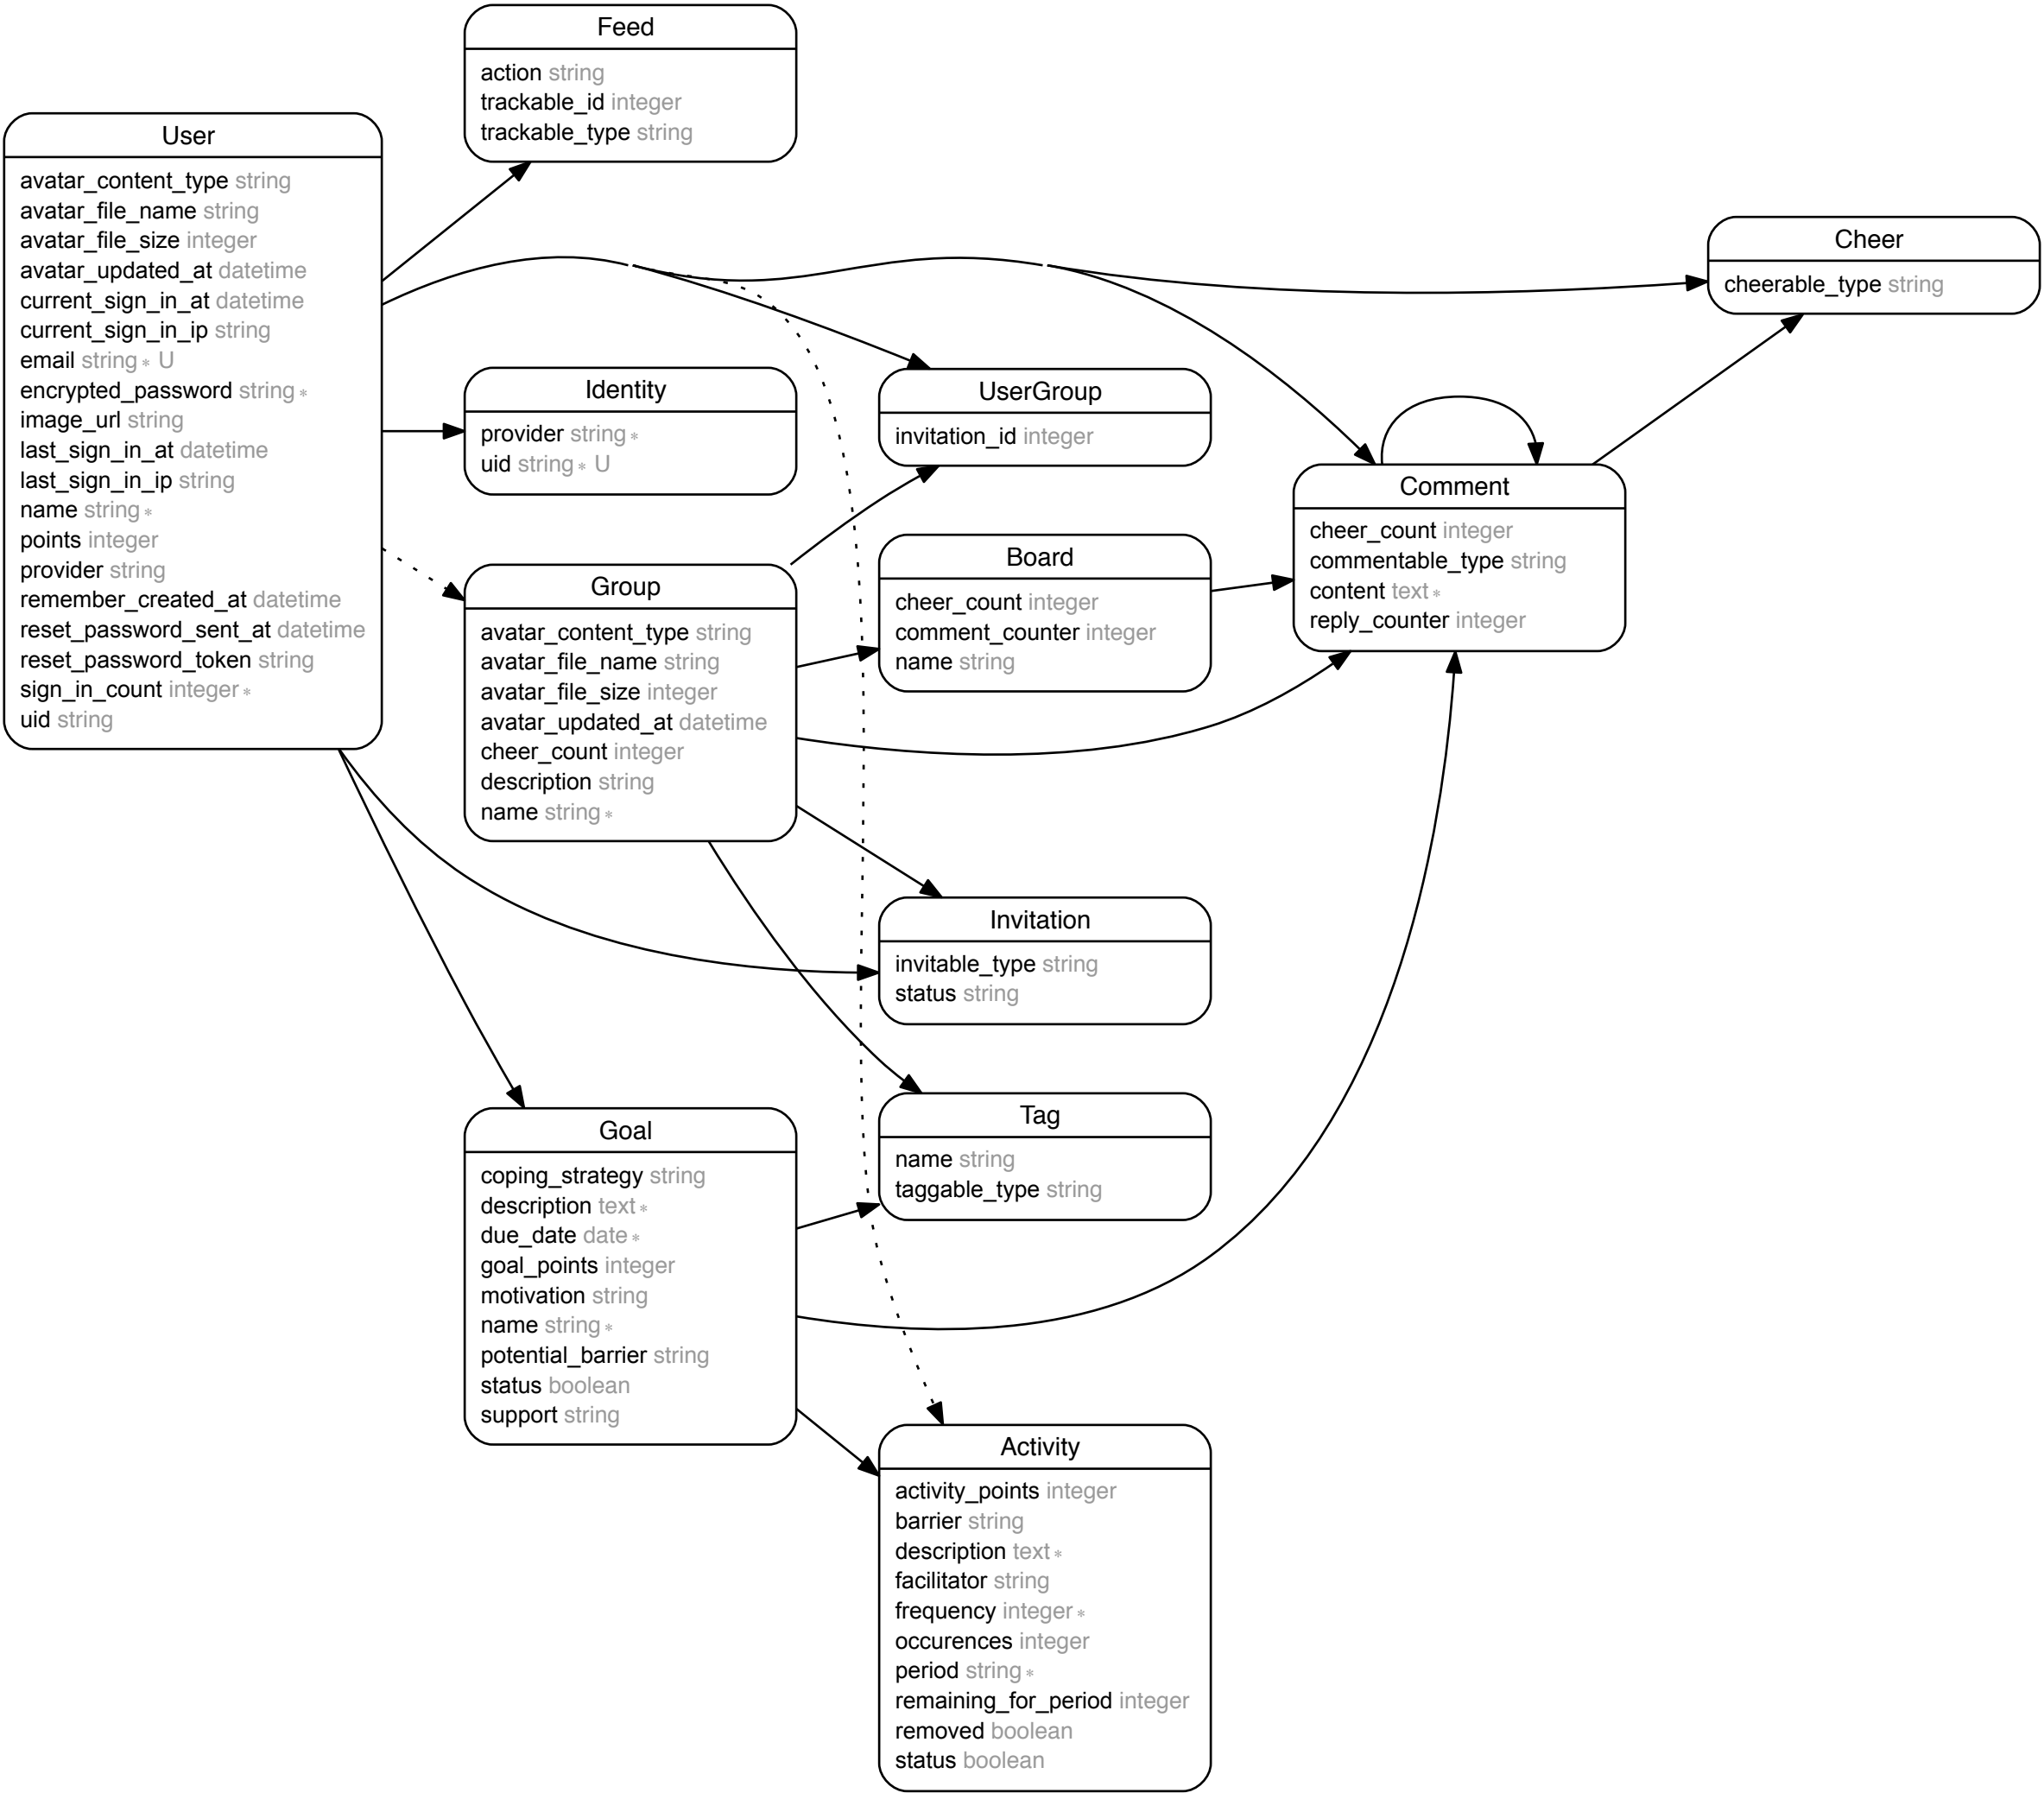 Feed
action string
trackable_id integer
trackable_type string
User
avatar_content_type string
avatar_file_name string
avatar_file_size integer
avatar_updated_at datetime
current_sign_in_at datetime
current_sign_in_ip string
email string ∗ U
encrypted_password string ∗
image_url string
last_sign_in_at datetime
last_sign_in_ip string
name string ∗
points integer
provider string
remember_created_at datetime
reset_password_sent_at datetime
reset_password_token string
sign_in_count integer ∗
uid string
Cheer
cheerable_type string
Identity
provider string ∗
uid string ∗ U
UserGroup
invitation_id integer
Comment
cheer_count integer
commentable_type string
content text ∗
reply_counter integer
Board
cheer_count integer
comment_counter integer
name string
Group
avatar_content_type string
avatar_file_name string
avatar_file_size integer
avatar_updated_at datetime
cheer_count integer
description string
name string ∗
Invitation
invitable_type string
status string
Tag
name string
taggable_type string
Goal
coping_strategy string
description text ∗
due_date date ∗
goal_points integer
motivation string
name string ∗
potential_barrier string
status boolean
support string
Activity
activity_points integer
barrier string
description text ∗
facilitator string
frequency integer ∗
occurences integer
period string ∗
remaining_for_period integer
removed boolean
status boolean